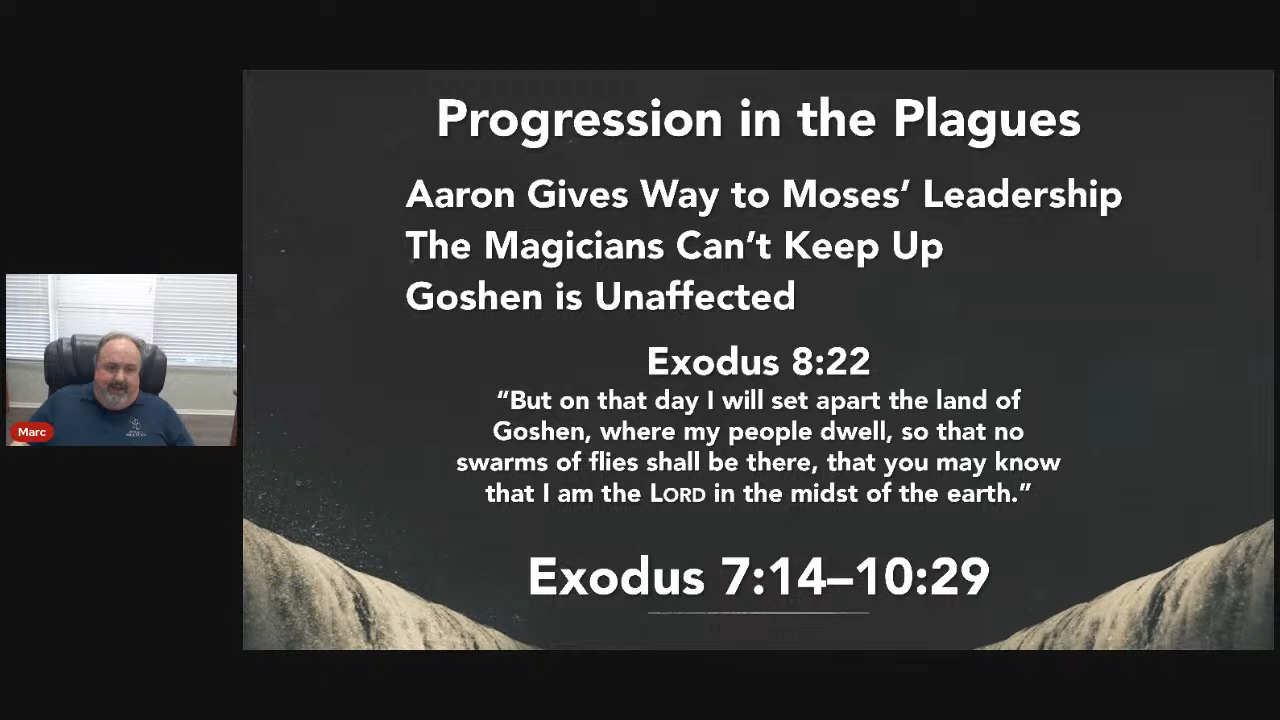 Progression in the Plagues
Aaron Gives Way to Moses’ Leadership
The Magicians Can’t Keep Up
Goshen is Unaffected
Exodus 8:22
“But on that day I will set apart the land of
Goshen, where my people dwell, so that no
swarms of flies shall be there, that you may know
that I am the LORD in the midst of the earth.”
Exodus 7:14–10:29
Marc